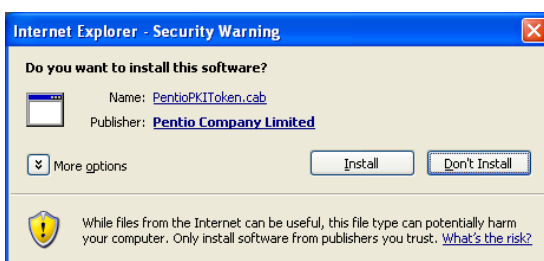 Internet Explorer - Security Warning
Do you want to install this software?
Name: PentioPKIToken.cab
Publisher: Pentio Company Limited
More options
Install
Don't Install
While files from the Internet can be useful, this file type can potentially harm
your computer. Only install software from publishers you trust. What's the risk?